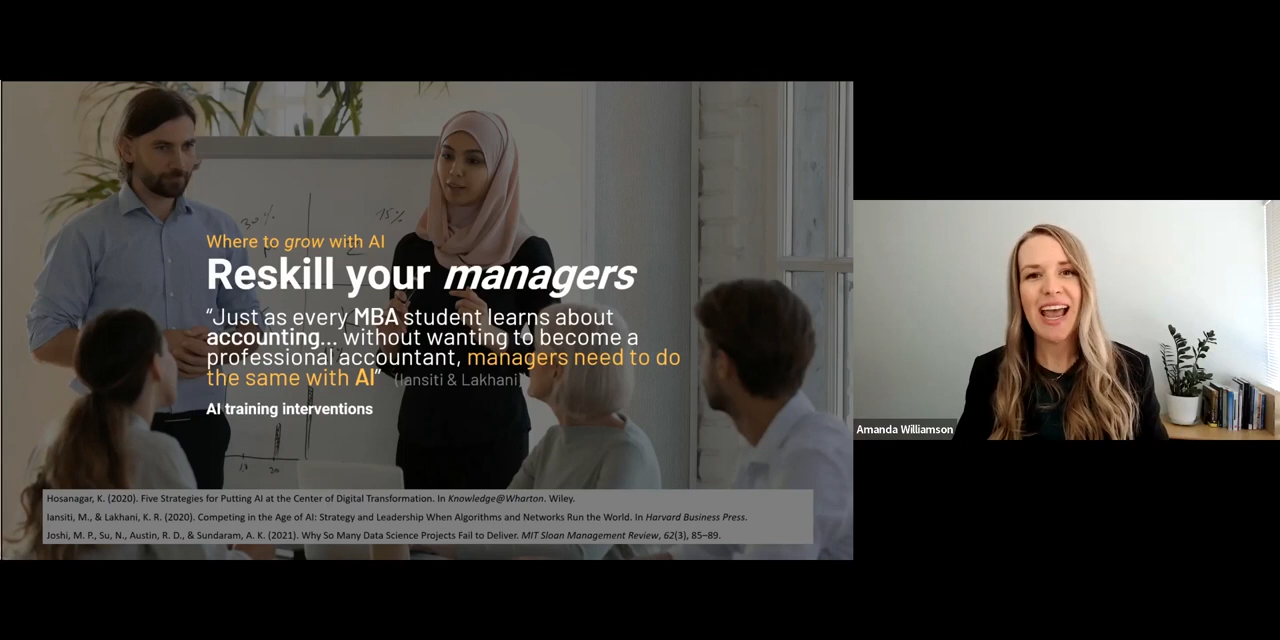 30%
15%
Where to grow with AI
Reskill your managers
“Just as every MBA student learns about
accounting... without wanting to become a
professional accountant, managers need to do
the same with AI” (Iansiti & Lakhani)
AI training interventions
20
Hosanagar, K. (2020). Five Strategies for Putting AI at the Center of Digital Transformation. In Knowledge@Wharton. Wiley.
Iansiti, M., & Lakhani, K. R. (2020). Competing in the Age of AI: Strategy and Leadership When Algorithms and Networks Run the World. In Harvard Business Press.
Joshi, M. P., Su, N., Austin, R. D., & Sundaram, A. K. (2021). Why So Many Data Science Projects Fail to Deliver. MIT Sloan Management Review, 62(3), 85–89.
Amanda Williamson